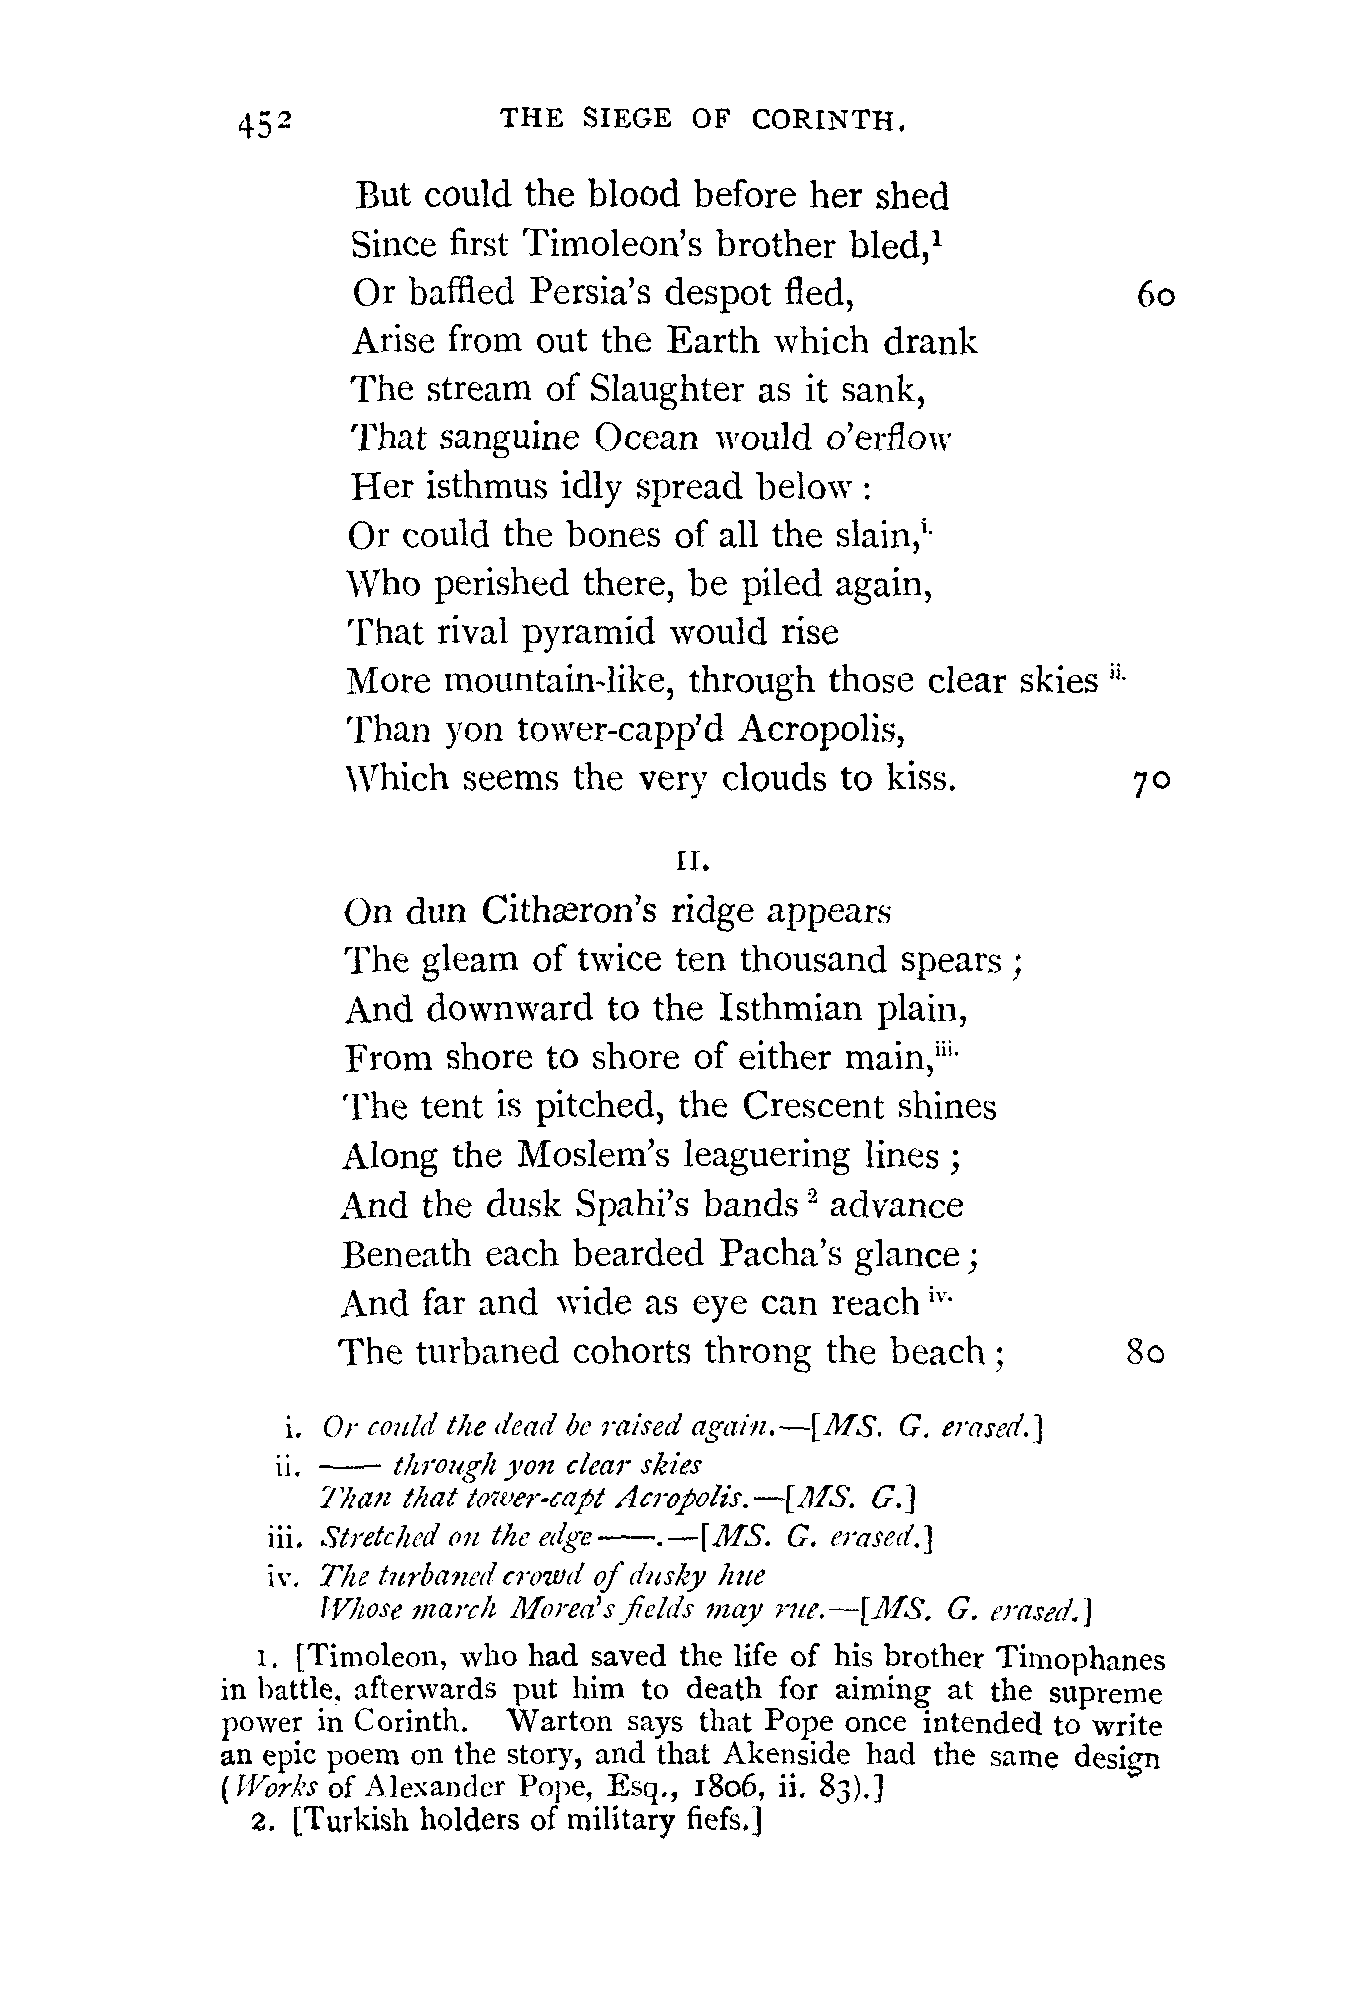 452 THE SIEGE OF CORINTH.
But could the blood before her shed
Since first Timoleon's brother bled,¹
Or baffled Persia's despot fled, 60
Arise from out the Earth which drank
The stream of Slaughter as it sank,
That sanguine Ocean would o'erflow
Her isthmus idly spread below :
Or could the bones of all the slain,i.
Who perished there, be piled again,
That rival pyramid would rise
More mountain-like, through those clear skies ii.
Than yon tower-capp'd Acropolis,
Which seems the very clouds to kiss. 70
II.
On dun Cithæron's ridge appears
The gleam of twice ten thousand spears ;
And downward to the Isthmian plain,
From shore to shore of either main,iii.
The tent is pitched, the Crescent shines
Along the Moslem's leaguering lines ;
And the dusk Spahi's bands ² advance
Beneath each bearded Pacha's glance ;
And far and wide as eye can reach iv.
The turbaned cohorts throng the beach ; 80
i. Or could the dead be raised again.—[MS. G. erased.]
ii. —— through yon clear skies
Than that tower-capt Acropolis.—[MS. G.]
iii. Stretched on the edge——.—[MS. G. erased.]
iv. The turbaned crowd of dusky hue
Whose march Morea's fields may rue.—[MS. G. erased.]
1. [Timoleon, who had saved the life of his brother Timophanes
in battle, afterwards put him to death for aiming at the supreme
power in Corinth. Warton says that Pope once intended to write
an epic poem on the story, and that Akenside had the same design
(Works of Alexander Pope, Esq., 1806, ii. 83).]
2. [Turkish holders of military fiefs.]